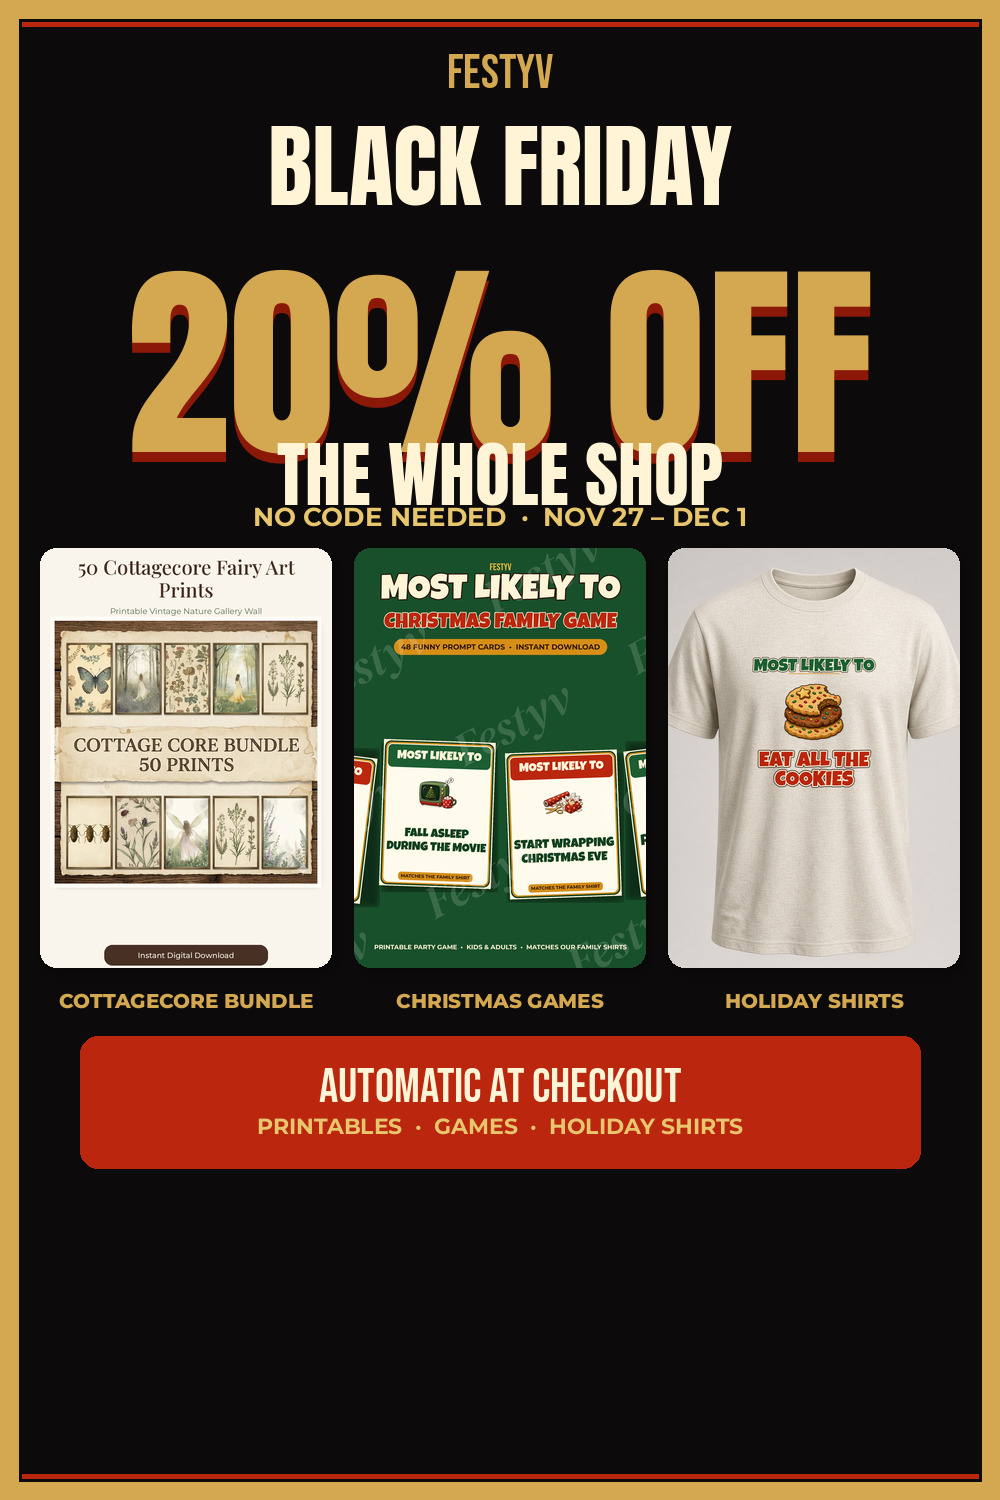 FESTYV
BLACK FRIDAY
20% OFF
THE WHOLE SHOP
NO CODE NEEDED · NOV 27 – DEC 1
50 Cottagecore Fairy Art
Prints
Printable Vintage Nature Gallery Wall
COTTAGE CORE BUNDLE
50 PRINTS
Instant Digital Download
COTTAGECORE BUNDLE
FESTYV
MOST LIKELY TO
CHRISTMAS FAMILY GAME
48 FUNNY PROMPT CARDS • INSTANT DOWNLOAD
Festyv
MOST LIKELY TO
FALL ASLEEP
DURING THE MOVIE
MATCHES THE FAMILY SHIRT
MOST LIKELY TO
START WRAPPING
CHRISTMAS EVE
MATCHES THE FAMILY SHIRT
PRINTABLE PARTY GAME • KIDS & ADULTS • MATCHES OUR FAMILY SHIRTS
CHRISTMAS GAMES
MOST LIKELY TO
EAT ALL THE
COOKIES
HOLIDAY SHIRTS
AUTOMATIC AT CHECKOUT
PRINTABLES · GAMES · HOLIDAY SHIRTS